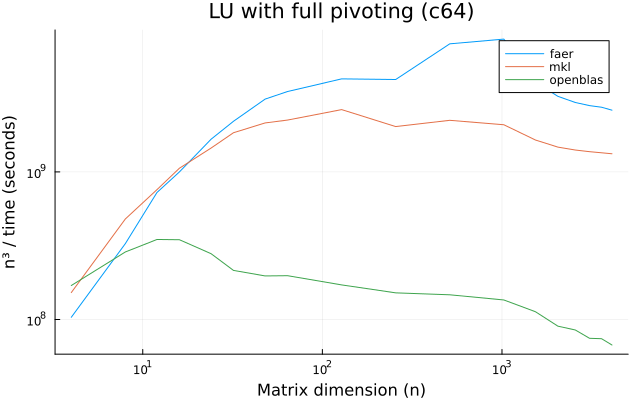 LU with full pivoting (c64)
n³ / time (seconds)
10⁹
10⁸
faer
mkl
openblas
10¹
10²
10³
Matrix dimension (n)